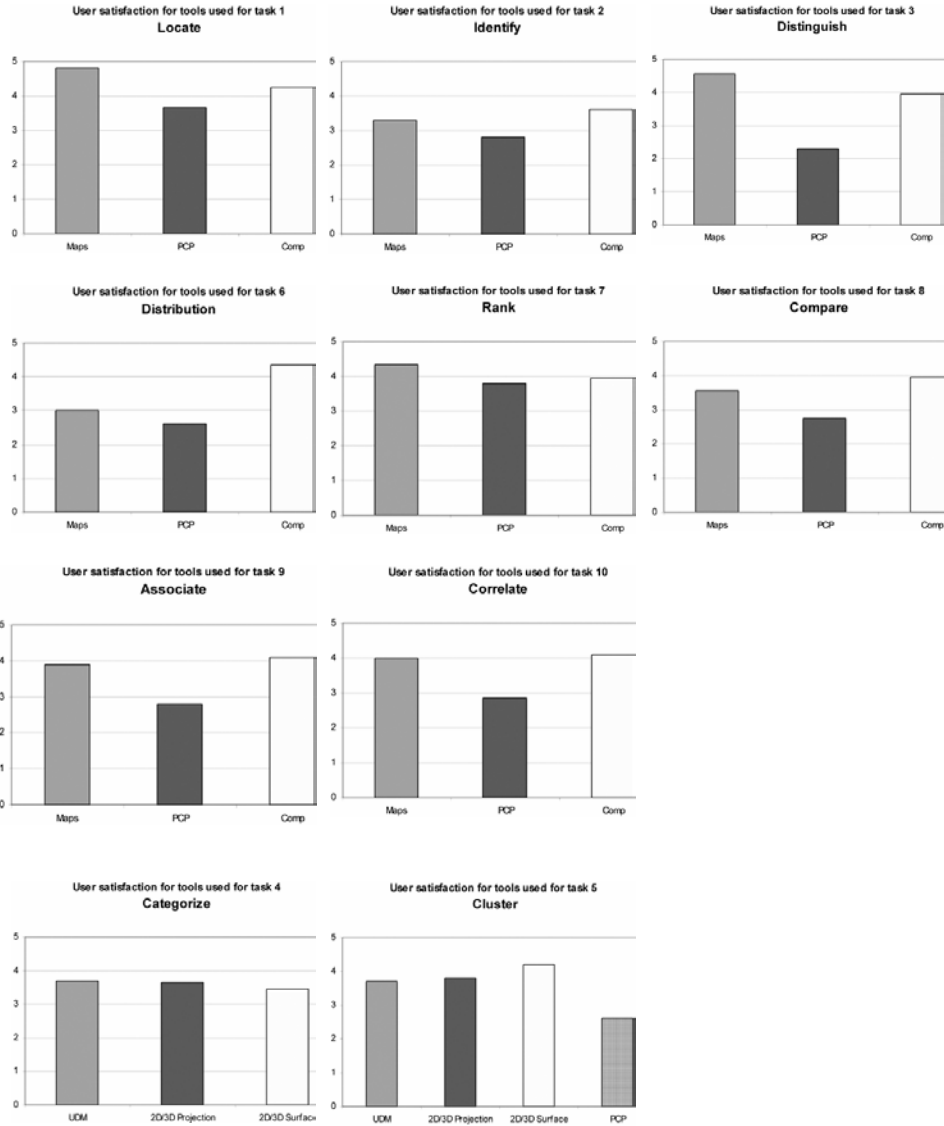 User satisfaction for tools used for task 1
Locate
5
4
3
2
1
0
Maps PCP Comp
User satisfaction for tools used for task 2
Identify
5
4
3
2
1
0
Maps PCP Comp
User satisfaction for tools used for task 3
Distinguish
5
4
3
2
1
0
Maps PCP Comp
User satisfaction for tools used for task 6
Distribution
5
4
3
2
1
0
Maps PCP Comp
User satisfaction for tools used for task 7
Rank
5
4
3
2
1
0
Maps PCP Comp
User satisfaction for tools used for task 8
Compare
5
4
3
2
1
0
Maps PCP Comp
User satisfaction for tools used for task 9
Associate
5
4
3
2
1
0
Maps PCP Comp
User satisfaction for tools used for task 10
Correlate
5
4
3
2
1
0
Maps PCP Comp
User satisfaction for tools used for task 4
Categorize
5
4
3
2
1
0
UDM 2D/3D Projection 2D/3D Surface
User satisfaction for tools used for task 5
Cluster
5
4
3
2
1
0
UDM 2D/3D Projection 2D/3D Surface PCP